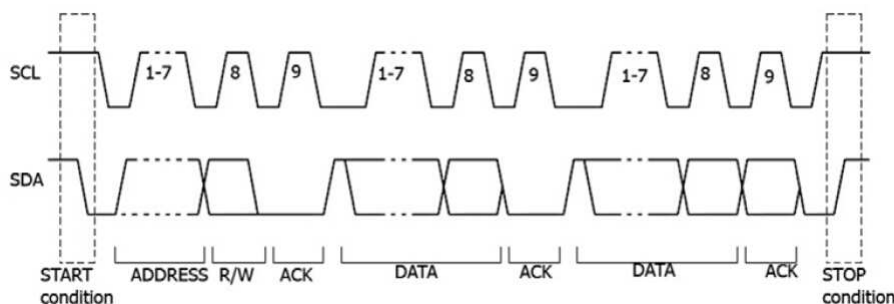 SCL 1-7 8 9 1-7 8 9 1-7 8 9
SDA
START ADDRESS R/W ACK DATA ACK DATA ACK STOP
condition condition